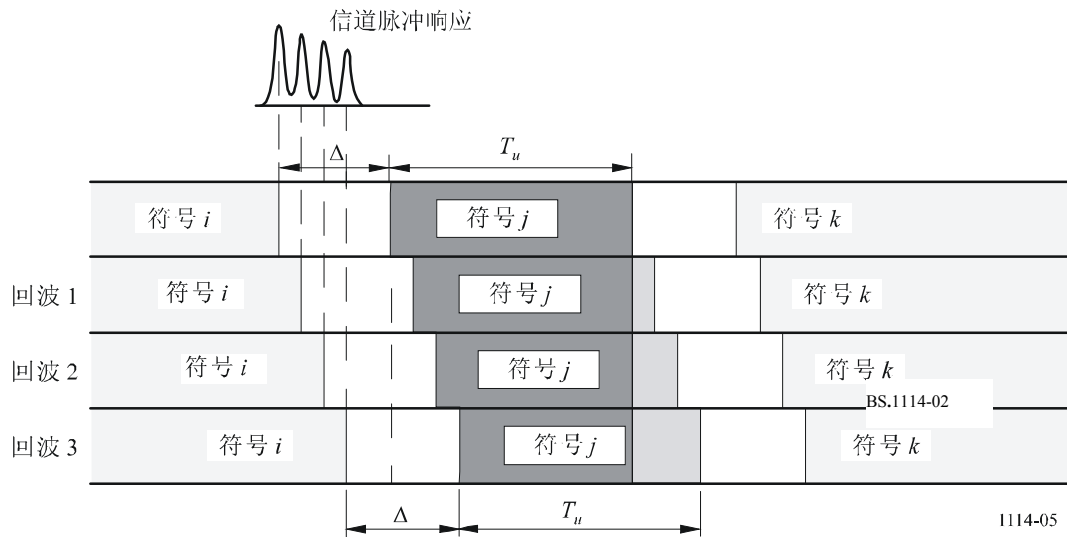 信道脉冲响应
Δ
T_u
符号 i
符号 j
符号 k
回波 1
符号 i
符号 j
符号 k
回波 2
符号 i
符号 j
符号 k
BS.1114-02
回波 3
符号 i
符号 j
符号 k
Δ
T_u
1114-05